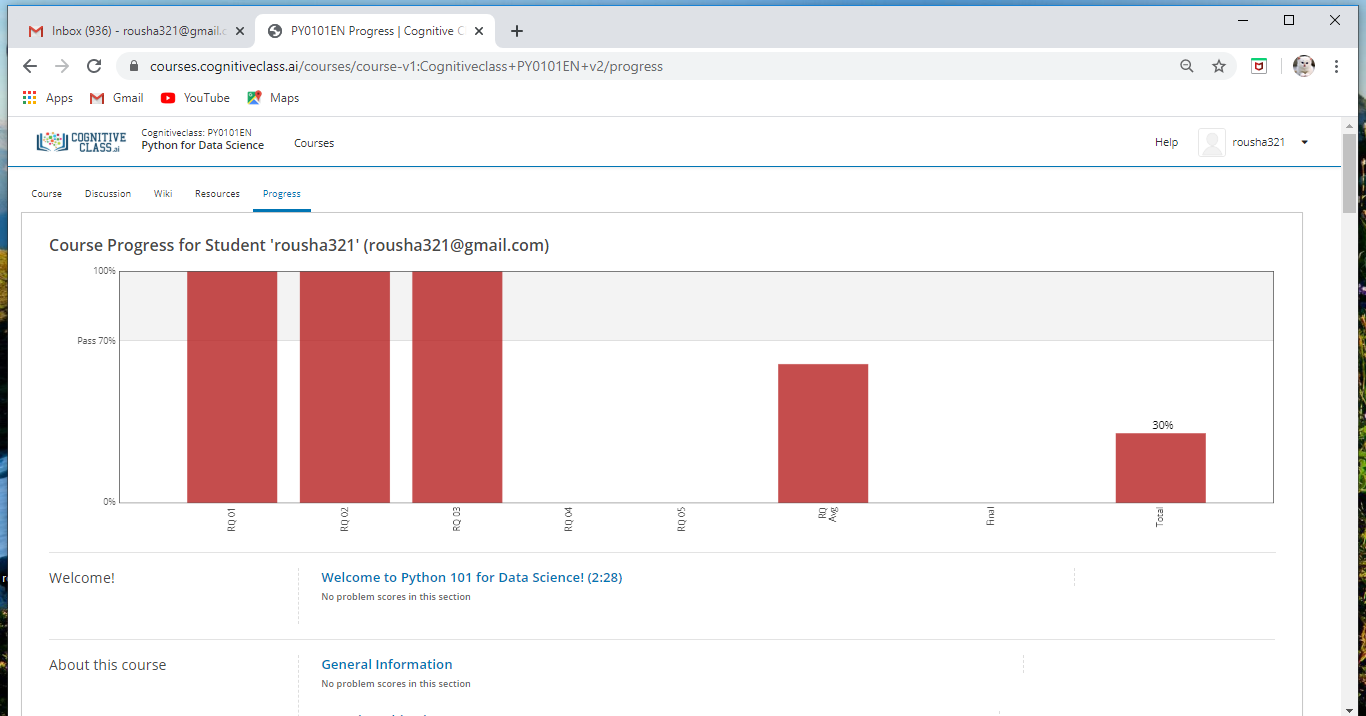 Inbox (936) - rousha321@gmail.c
PY0101EN Progress | Cognitive C
courses.cognitiveclass.ai/courses/course-v1:Cognitiveclass+PY0101EN+v2/progress
Apps Gmail YouTube Maps
COGNITIVE
CLASS.ai
Cognitiveclass: PY0101EN
Python for Data Science
Courses
Help
rousha321
Course Discussion Wiki Resources Progress
Course Progress for Student 'rousha321' (rousha321@gmail.com)
100%
Pass 70%
30%
0%
RQ 01 RQ 02 RQ 03 RQ 04 RQ 05 RQ Avg Final Total
Welcome!
Welcome to Python 101 for Data Science! (2:28)
No problem scores in this section
About this course
General Information
No problem scores in this section